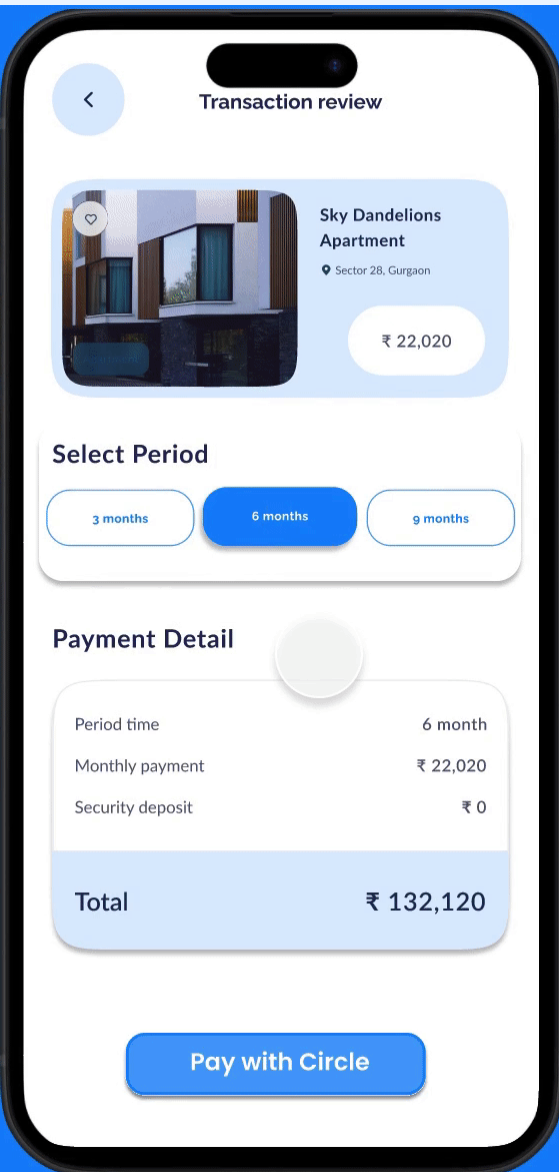 Transaction review
Sky Dandelions
Apartment
Sector 28, Gurgaon
₹ 22,020
Select Period
3 months
6 months
9 months
Payment Detail
Period time 6 month
Monthly payment ₹ 22,020
Security deposit ₹ 0
Total ₹ 132,120
Pay with Circle